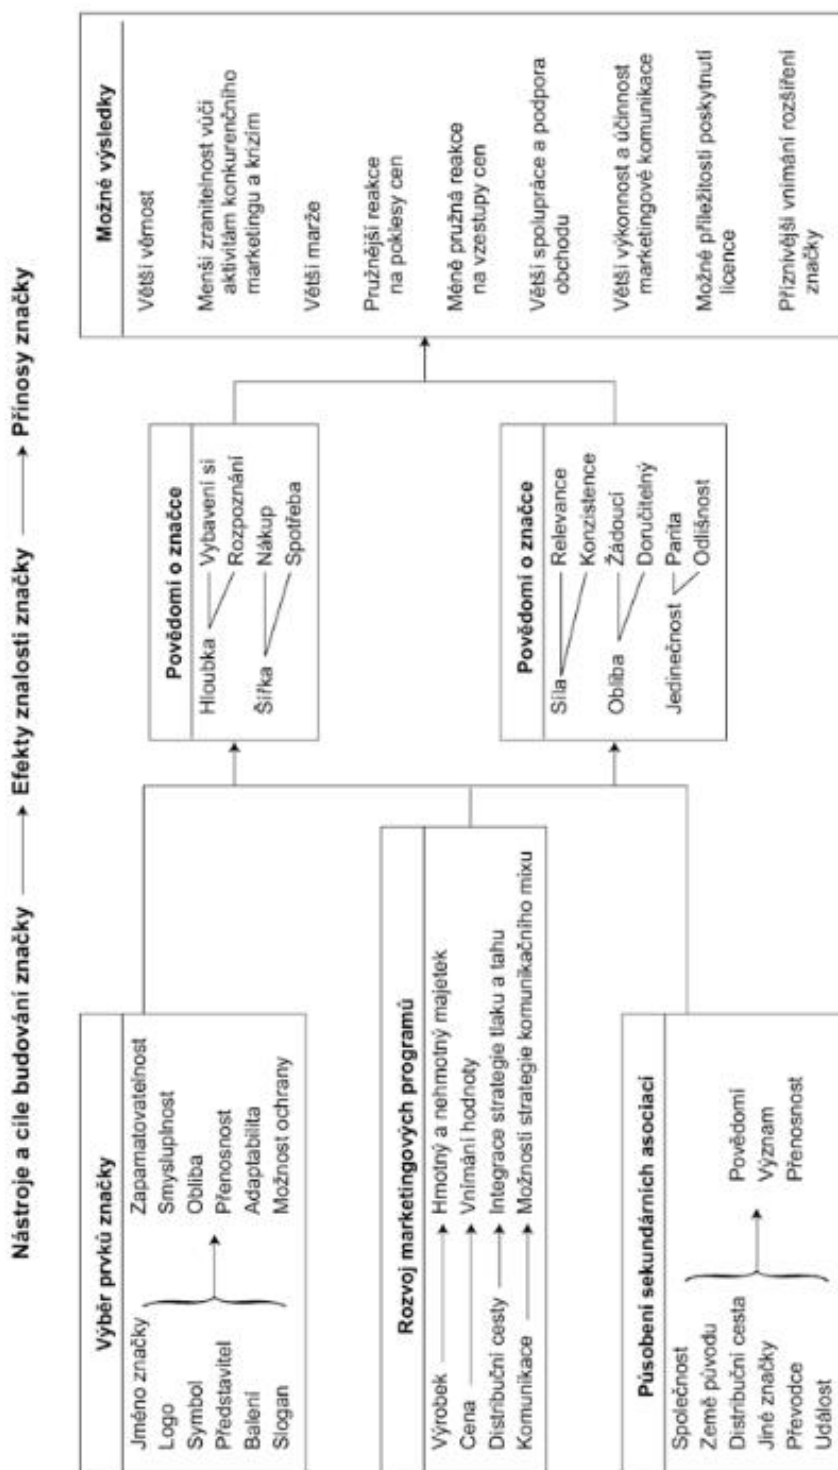 Nástroje a cíle budování značky
Efekty znalosti značky
Přínosy značky
Výběr prvků značky
Jméno značky
Logo
Symbol
Představitel
Balení
Slogan
Zapamatovatelnost
Smysluplnost
Obliba
Přenosnost
Adaptabilita
Možnost ochrany
Rozvoj marketingových programů
Výrobek
Hmotný a nehmotný majetek
Cena
Vnímání hodnoty
Distribuční cesty
Integrace strategie tlaku a tahu
Komunikace
Možnosti strategie komunikačního mixu
Působení sekundárních asociací
Společnost
Země původu
Distribuční cesta
Jiné značky
Převodce
Událost
Povědomí
Význam
Přenosnost
Povědomí o značce
Hloubka
Vybavení si
Rozpoznání
Šířka
Nákup
Spotřeba
Povědomí o značce
Síla
Relevance
Konzistence
Obliba
Žádoucí
Doručitelný
Jedinečnost
Parita
Odlišnost
Možné výsledky
Větší věrnost
Menší zranitelnost vůči
aktivitám konkurenčního
marketingu a krizím
Větší marže
Pružnější reakce
na poklesy cen
Méně pružná reakce
na vzestupy cen
Větší spolupráce a podpora
obchodu
Větší výkonnost a účinnost
marketingové komunikace
Možné příležitosti poskytnutí
licence
Příznivější vnímání rozšíření
značky